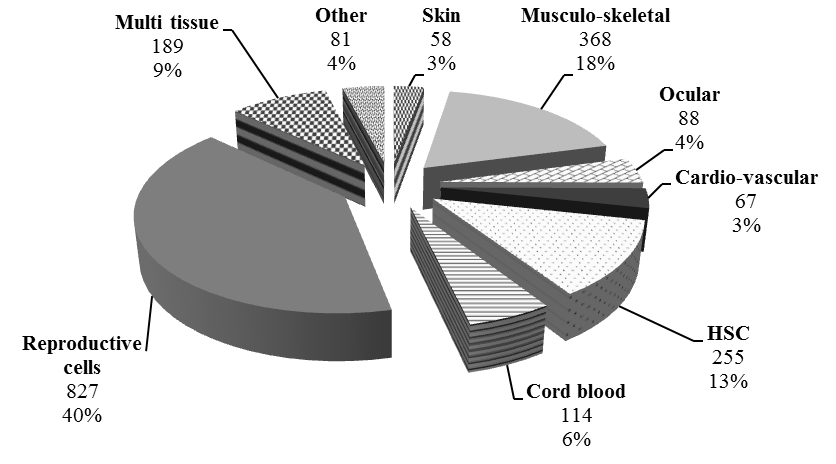 Multi tissue
189
9%
Other
81
4%
Skin
58
3%
Musculo-skeletal
368
18%
Ocular
88
4%
Cardio-vascular
67
3%
HSC
255
13%
Cord blood
114
6%
Reproductive
cells
827
40%